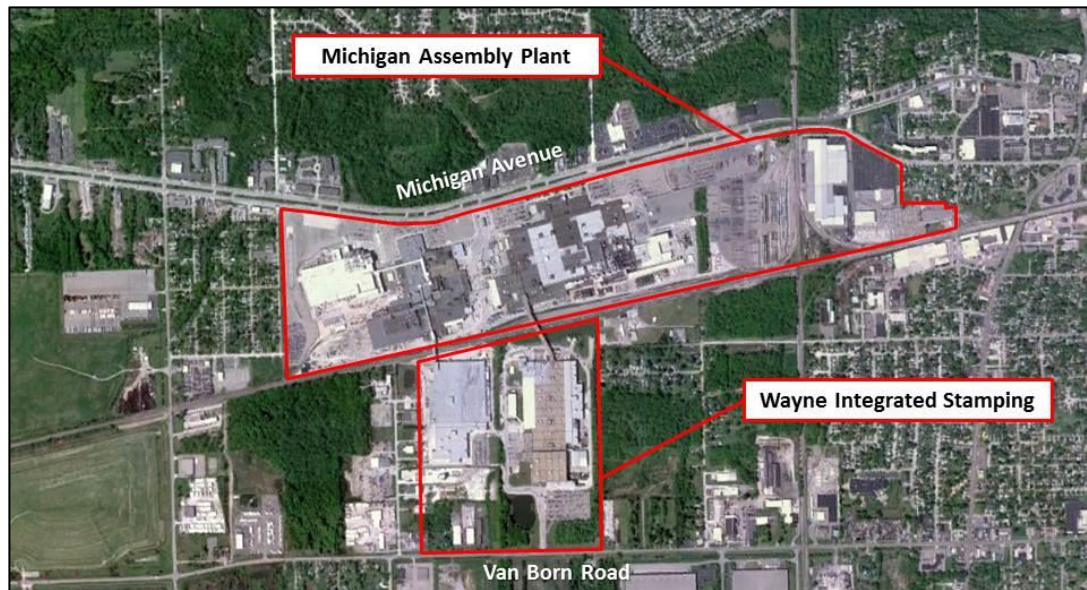 Michigan Assembly Plant
Michigan Avenue
Wayne Integrated Stamping
Van Born Road